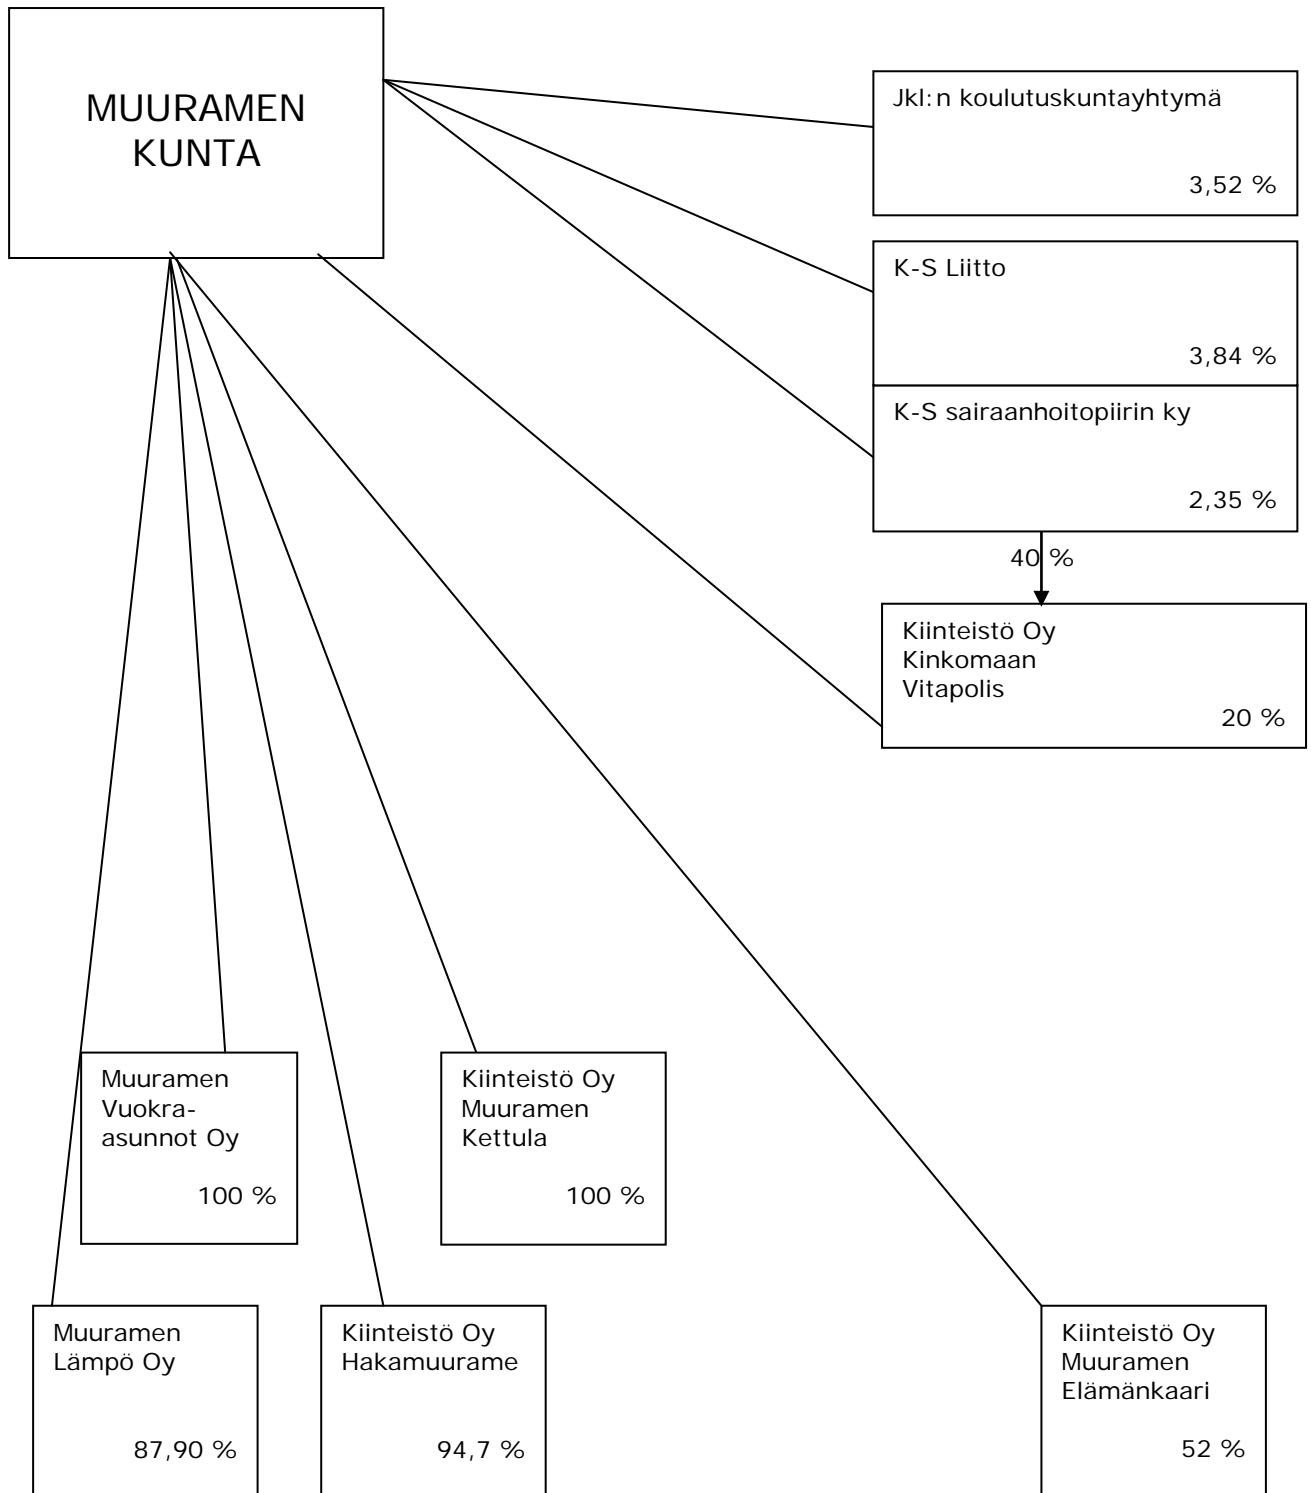 MUURAMEN
KUNTA
Jkl:n koulutuskuntayhtymä
3,52 %
K-S Liitto
3,84 %
K-S sairaanhoitopiirin ky
2,35 %
40 %
Kiinteistö Oy
Kinkomaan
Vitapolis
20 %
Muuramen
Vuokra-
asunnot Oy
100 %
Kiinteistö Oy
Muuramen
Kettula
100 %
Muuramen
Lämpö Oy
87,90 %
Kiinteistö Oy
Hakamuurame
94,7 %
Kiinteistö Oy
Muuramen
Elämänkaari
52 %